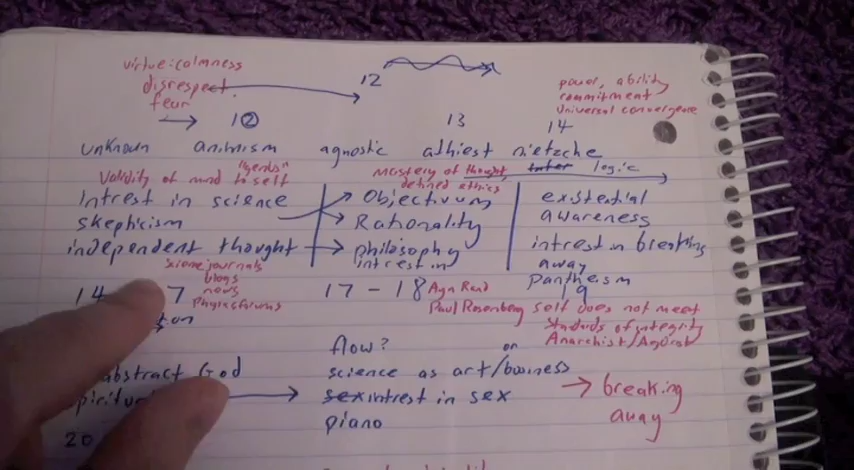 virtue: calmness
disrespect
fear
12
power, ability
commitment
universal convergence
10 13 14
unknown animism agnostic athiest nietzche
Validity of mind to self
Mastery of thought, logic
defined ethics
Intrest in science Objectivism existential
skepticism Rationality awareness
independent thought philosophy intrest in breaking
intrest in away
science journals
blogs
news
Physics forums
pantheism
14 7 17 - 18 Ayn Rand 19
Paul Rosenberg self does not meet
standards of integrity
Anarchist/Agorist
flow? or
abstract God science as art/business
intrest in sex breaking
piano away
20